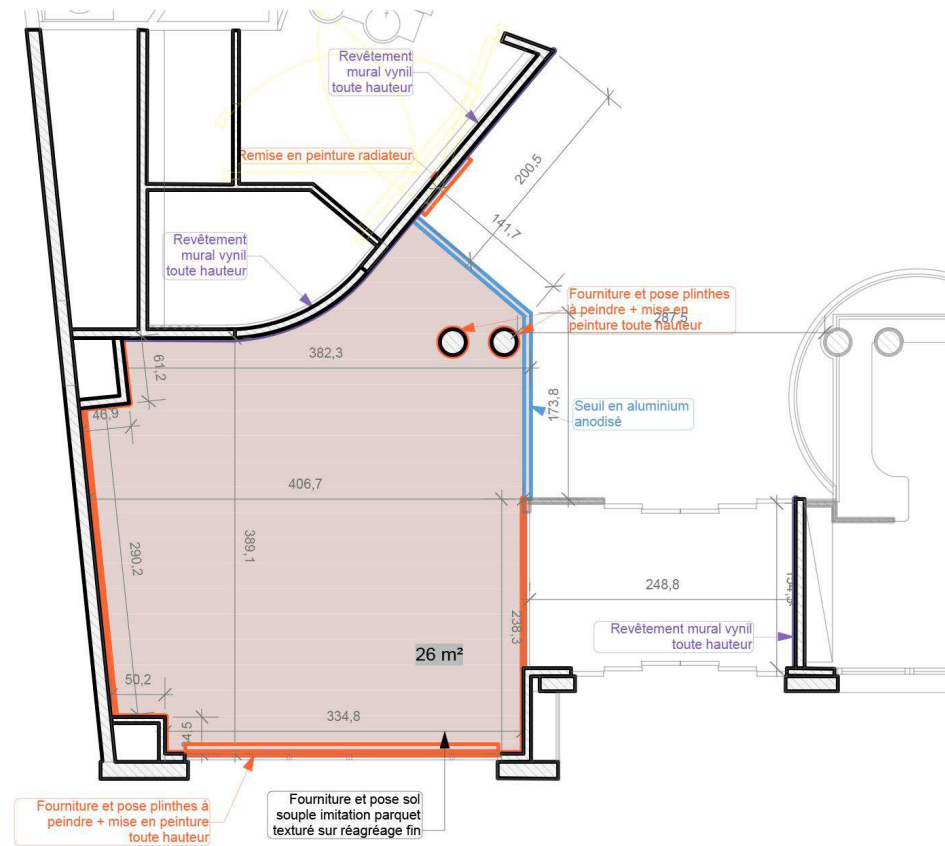 Revêtement
mural vynil
toute hauteur
Remise en peinture radiateur
200,5
141,7
Revêtement
mural vynil
toute hauteur
Fourniture et pose plinthes
à peindre + mise en
peinture toute hauteur
287,5
382,3
61,2
46,9
173,8
Seuil en aluminium
anodisé
406,7
290,2
389,1
248,8
238,3
Revêtement mural vynil
toute hauteur
26 m²
50,2
334,8
Fourniture et pose plinthes à
peindre + mise en peinture
toute hauteur
Fourniture et pose sol
souple imitation parquet
texturé sur réagréage fin